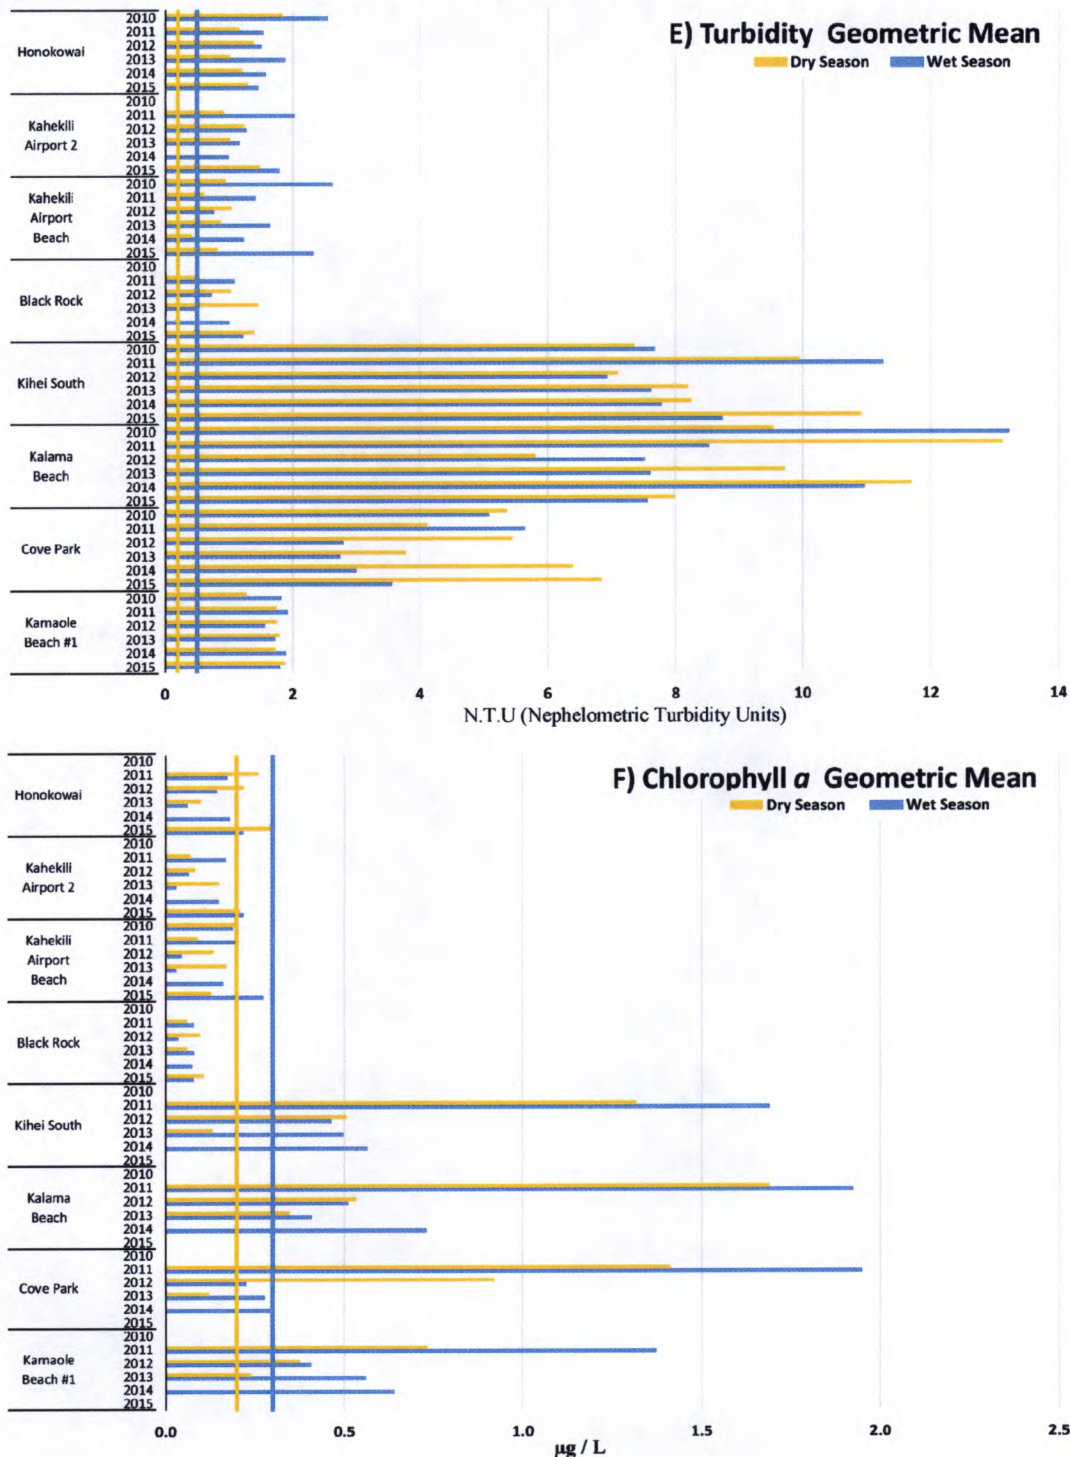 E) Turbidity Geometric Mean
Dry Season Wet Season
Honokowai
2010
2011
2012
2013
2014
2015
Kahekili
Airport 2
2010
2011
2012
2013
2014
2015
Kahekili
Airport
Beach
2010
2011
2012
2013
2014
2015
Black Rock
2010
2011
2012
2013
2014
2015
Kihei South
2010
2011
2012
2013
2014
2015
Kalama
Beach
2010
2011
2012
2013
2014
2015
Cove Park
2010
2011
2012
2013
2014
2015
Kamaole
Beach #1
2010
2011
2012
2013
2014
2015
0 2 4 6 8 10 12 14
N.T.U (Nephelometric Turbidity Units)
F) Chlorophyll a Geometric Mean
Dry Season Wet Season
Honokowai
2010
2011
2012
2013
2014
2015
Kahekili
Airport 2
2010
2011
2012
2013
2014
2015
Kahekili
Airport
Beach
2010
2011
2012
2013
2014
2015
Black Rock
2010
2011
2012
2013
2014
2015
Kihei South
2010
2011
2012
2013
2014
2015
Kalama
Beach
2010
2011
2012
2013
2014
2015
Cove Park
2010
2011
2012
2013
2014
2015
Kamaole
Beach #1
2010
2011
2012
2013
2014
2015
0.0 0.5 1.0 1.5 2.0 2.5
µg / L